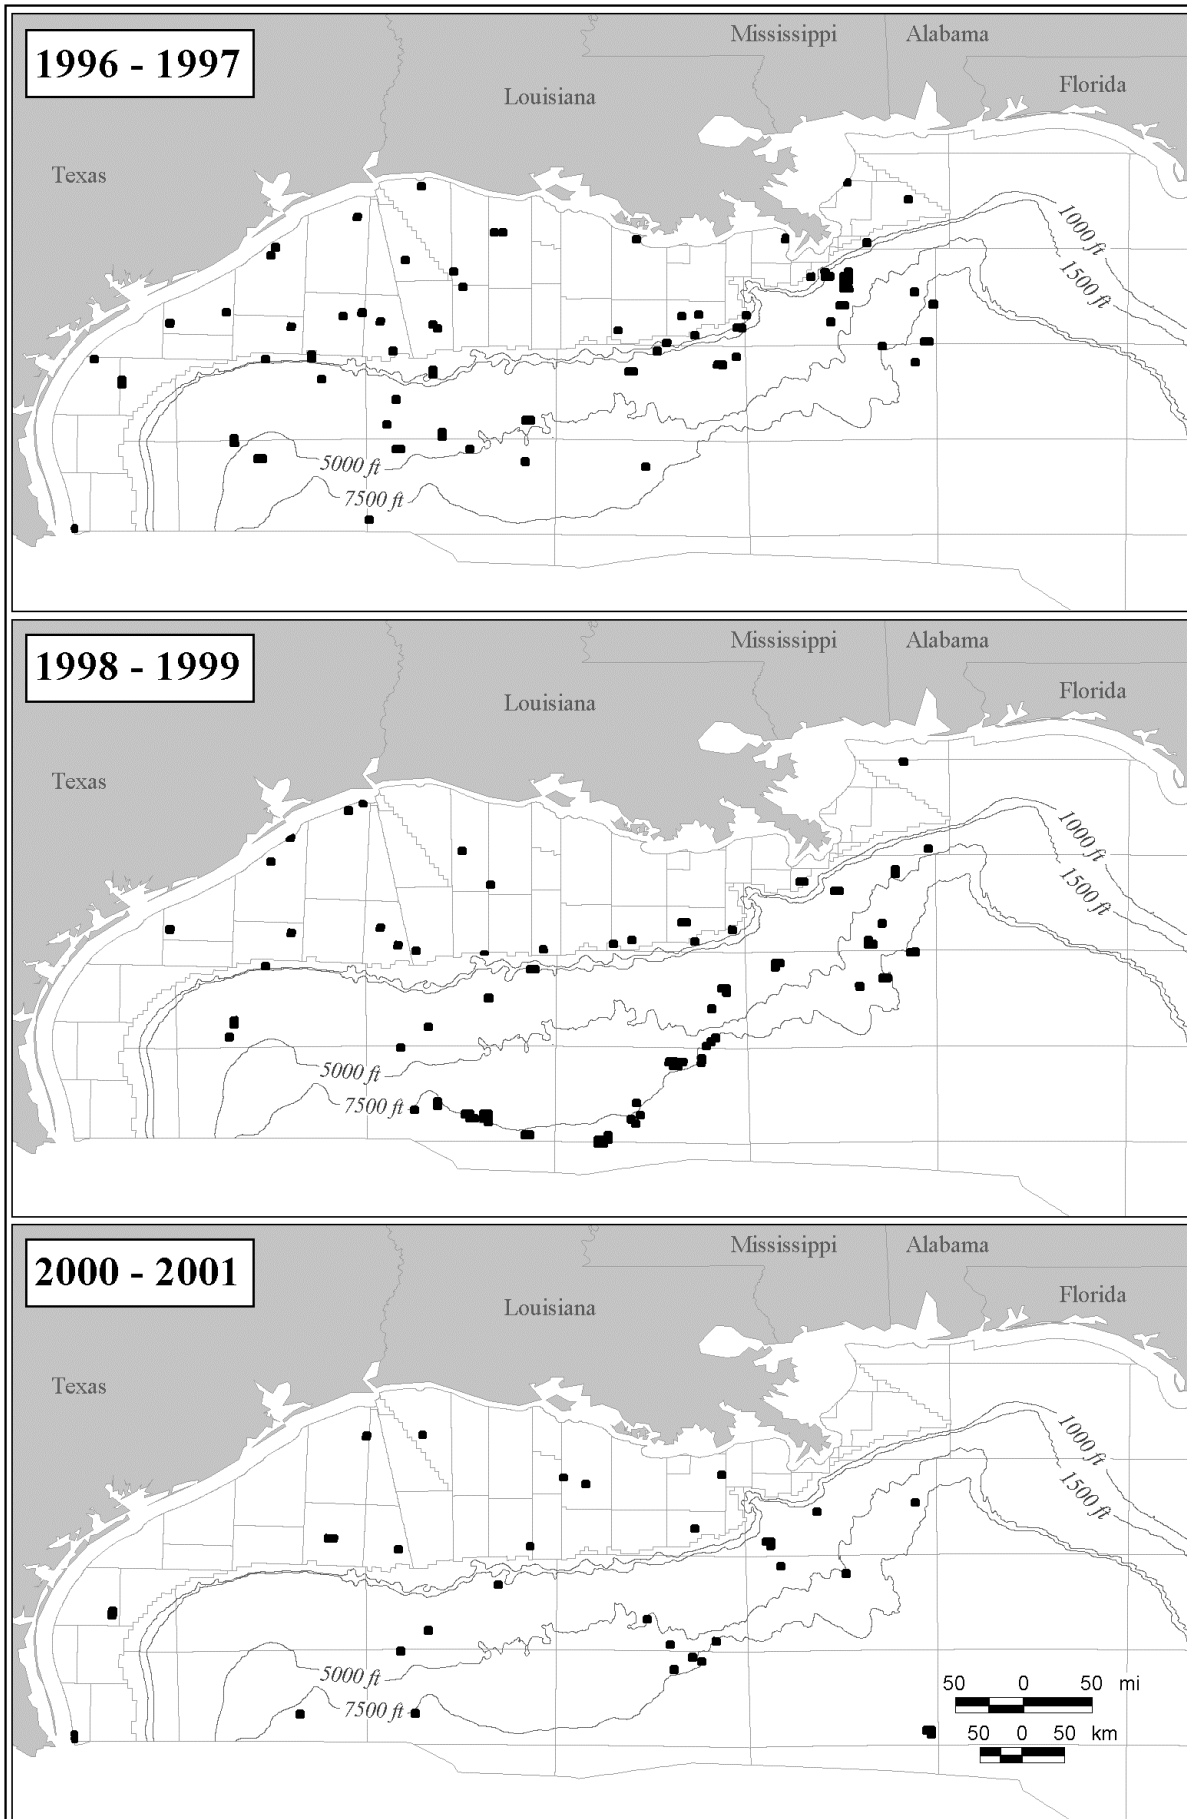 1996 - 1997
Mississippi
Alabama
Louisiana
Florida
Texas
1000 ft
1500 ft
5000 ft
7500 ft
1998 - 1999
Mississippi
Alabama
Louisiana
Florida
Texas
1000 ft
1500 ft
5000 ft
7500 ft
2000 - 2001
Mississippi
Alabama
Louisiana
Florida
Texas
1000 ft
1500 ft
5000 ft
7500 ft
50 0 50 mi
50 0 50 km